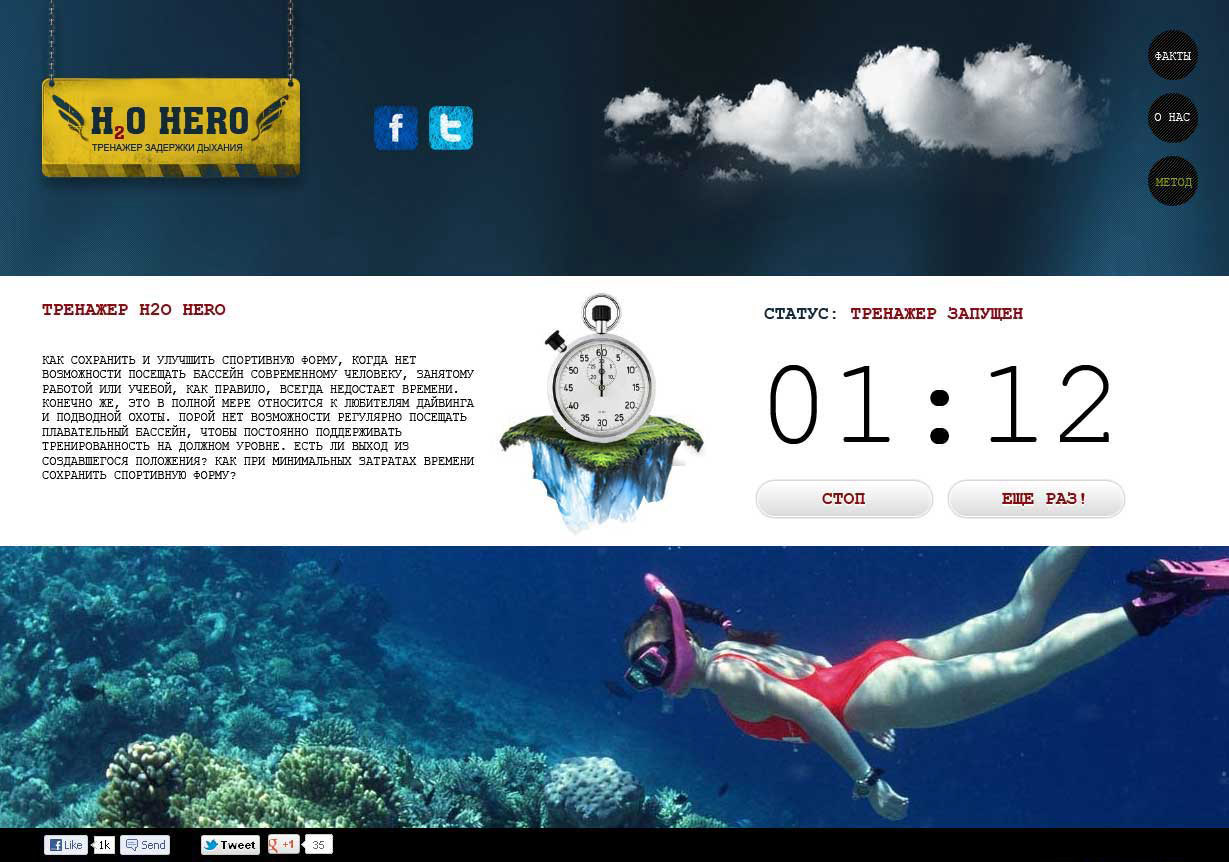 H2O HERO
ТРЕНАЖЕР ЗАДЕРЖКИ ДЫХАНИЯ
f
t
ФАКТЫ
О НАС
МЕТОД
ТРЕНАЖЕР H2O HERO
КАК СОХРАНИТЬ И УЛУЧШИТЬ СПОРТИВНУЮ ФОРМУ, КОГДА НЕТ
ВОЗМОЖНОСТИ ПОСЕЩАТЬ БАССЕЙН СОВРЕМЕННОМУ ЧЕЛОВЕКУ, ЗАНЯТОМУ
РАБОТОЙ ИЛИ УЧЕБОЙ, КАК ПРАВИЛО, ВСЕГДА НЕДОСТАЕТ ВРЕМЕНИ.
КОНЕЧНО ЖЕ, ЭТО В ПОЛНОЙ МЕРЕ ОТНОСИТСЯ К ЛЮБИТЕЛЯМ ДАЙВИНГА
И ПОДВОДНОЙ ОХОТЫ. ПОРОЙ НЕТ ВОЗМОЖНОСТИ РЕГУЛЯРНО ПОСЕЩАТЬ
ПЛАВАТЕЛЬНЫЙ БАССЕЙН, ЧТОБЫ ПОСТОЯННО ПОДДЕРЖИВАТЬ
ТРЕНИРОВАННОСТЬ НА ДОЛЖНОМ УРОВНЕ. ЕСТЬ ЛИ ВЫХОД ИЗ
СОЗДАВШЕГОСЯ ПОЛОЖЕНИЯ? КАК ПРИ МИНИМАЛЬНЫХ ЗАТРАТАХ ВРЕМЕНИ
СОХРАНИТЬ СПОРТИВНУЮ ФОРМУ?
60
55 5
50 10
45 15
40 20
35 25
СТАТУС: ТРЕНАЖЕР ЗАПУЩЕН
01:12
СТОП
ЕЩЕ РАЗ!
Like 1k Send Tweet +1 35